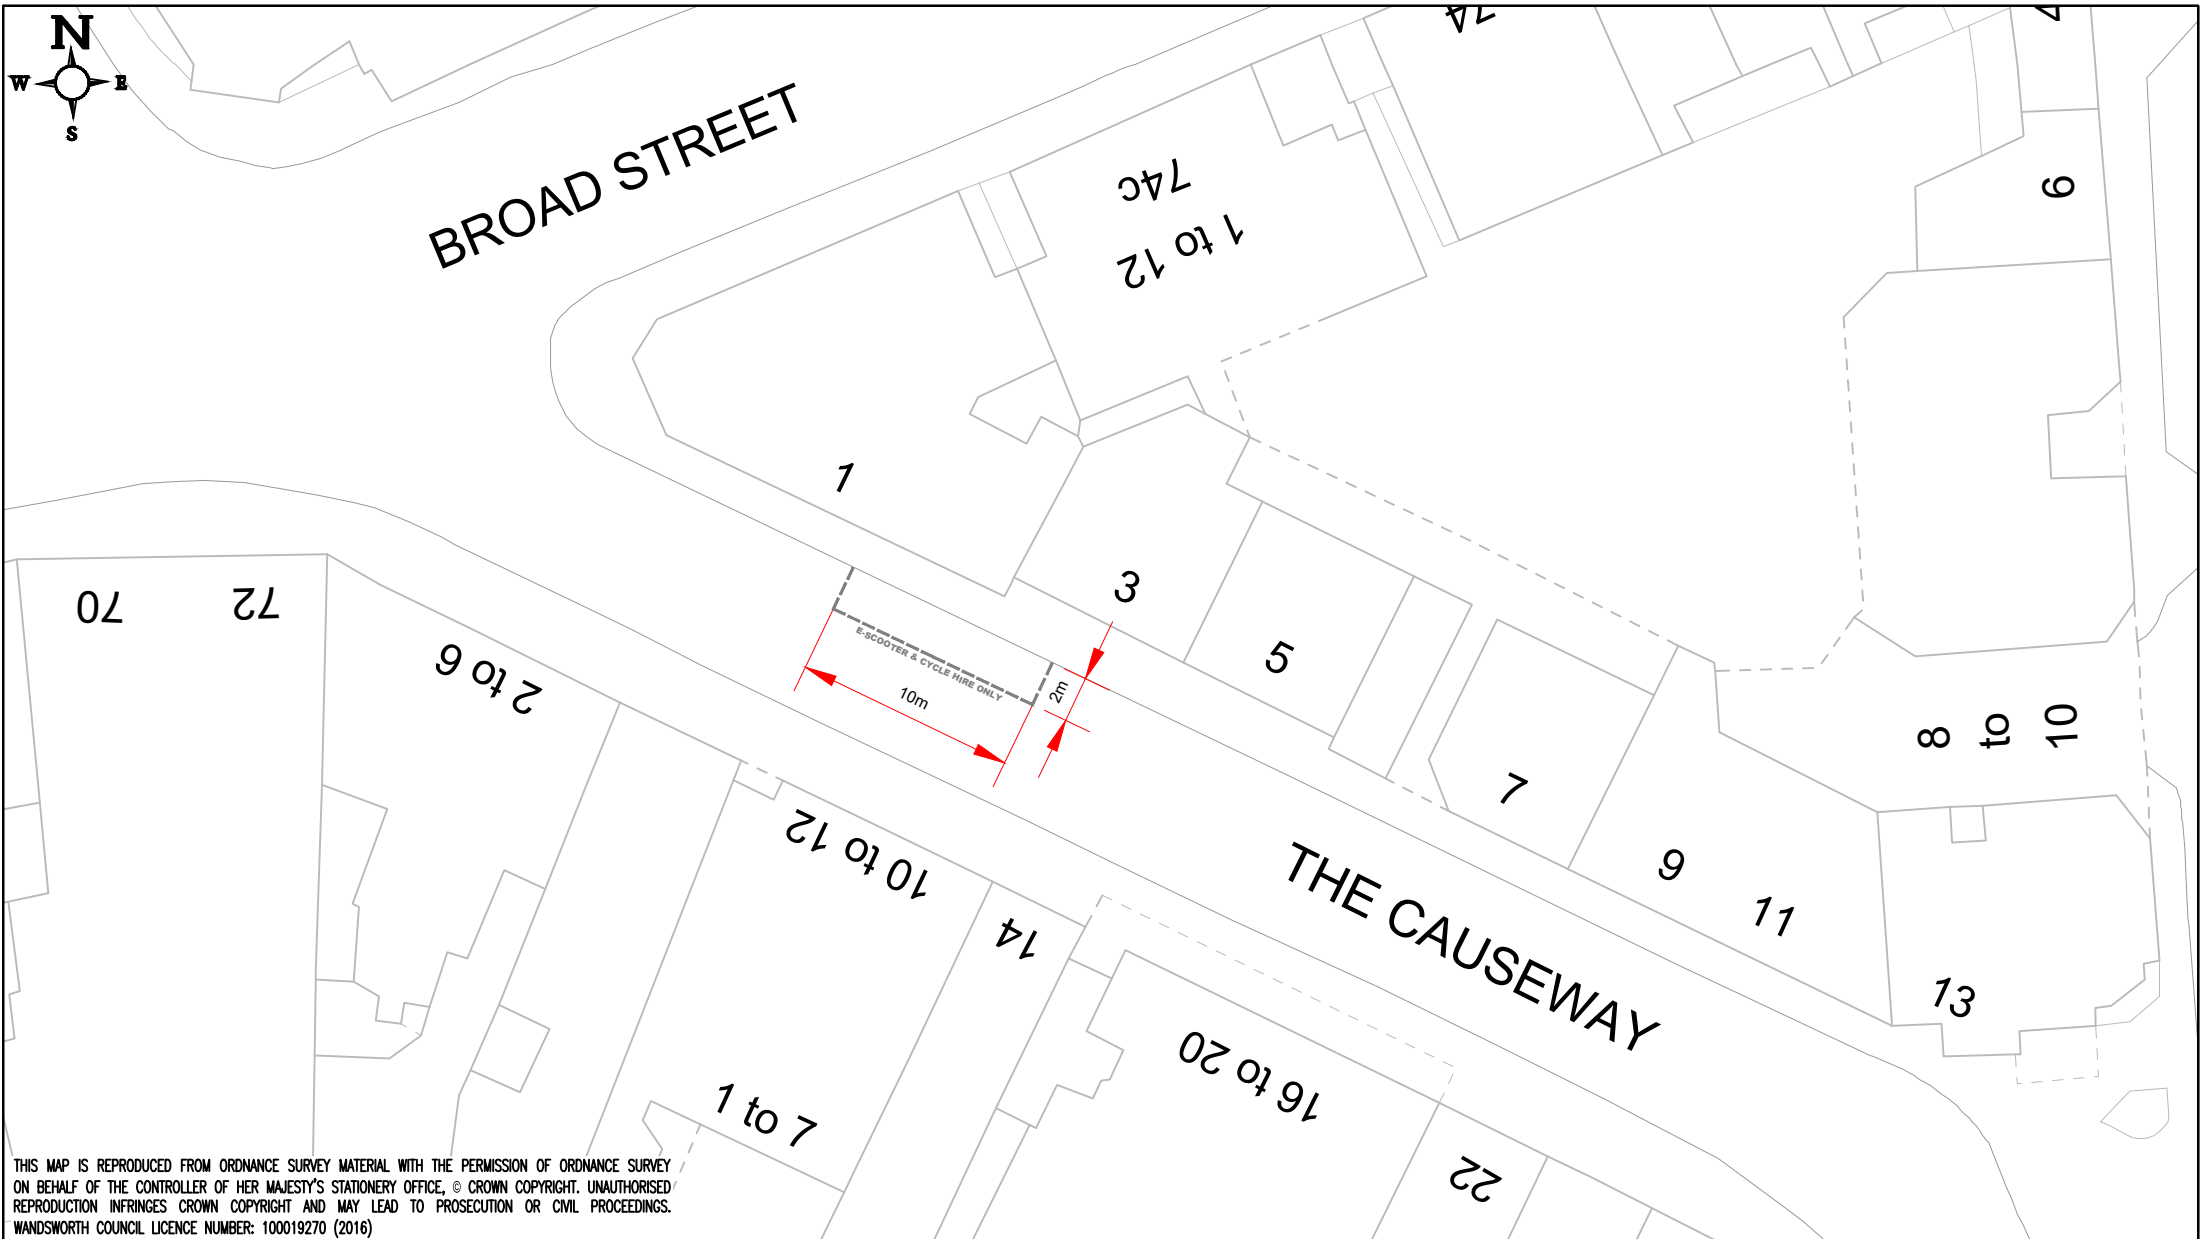 N
W E
S
BROAD STREET
74
74c
1 to 12
6
1
3
5
7
9
11
13
8
to
10
70
72
2 to 6
E-SCOOTER & CYCLE HIRE ONLY
10m
2m
10 to 12
14
THE CAUSEWAY
1 to 7
16 to 20
22
THIS MAP IS REPRODUCED FROM ORDNANCE SURVEY MATERIAL WITH THE PERMISSION OF ORDNANCE SURVEY
ON BEHALF OF THE CONTROLLER OF HER MAJESTY'S STATIONERY OFFICE, © CROWN COPYRIGHT. UNAUTHORISED
REPRODUCTION INFRINGES CROWN COPYRIGHT AND MAY LEAD TO PROSECUTION OR CIVIL PROCEEDINGS.
WANDSWORTH COUNCIL LICENCE NUMBER: 100019270 (2016)